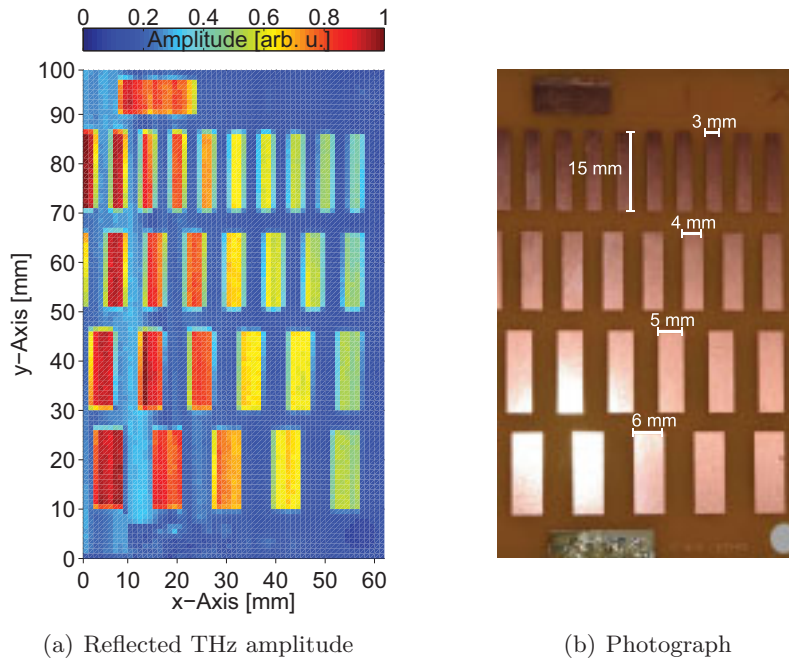 0 0.2 0.4 0.6 0.8 1
Amplitude [arb. u.]
100
90
80
70
60
50
40
30
20
10
0
y−Axis [mm]
0 10 20 30 40 50 60
x−Axis [mm]
3 mm
15 mm
4 mm
5 mm
6 mm
(a) Reflected THz amplitude
(b) Photograph